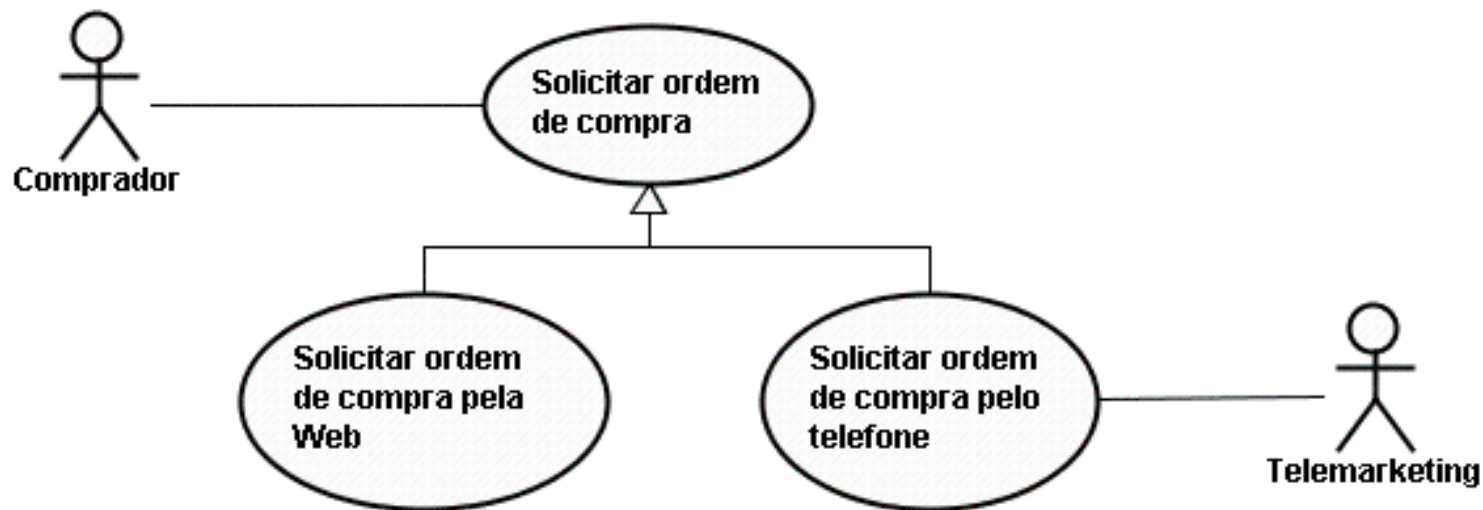 Solicitar ordem
de compra
Comprador
Solicitar ordem
de compra pela
Web
Solicitar ordem
de compra pelo
telefone
Telemarketing